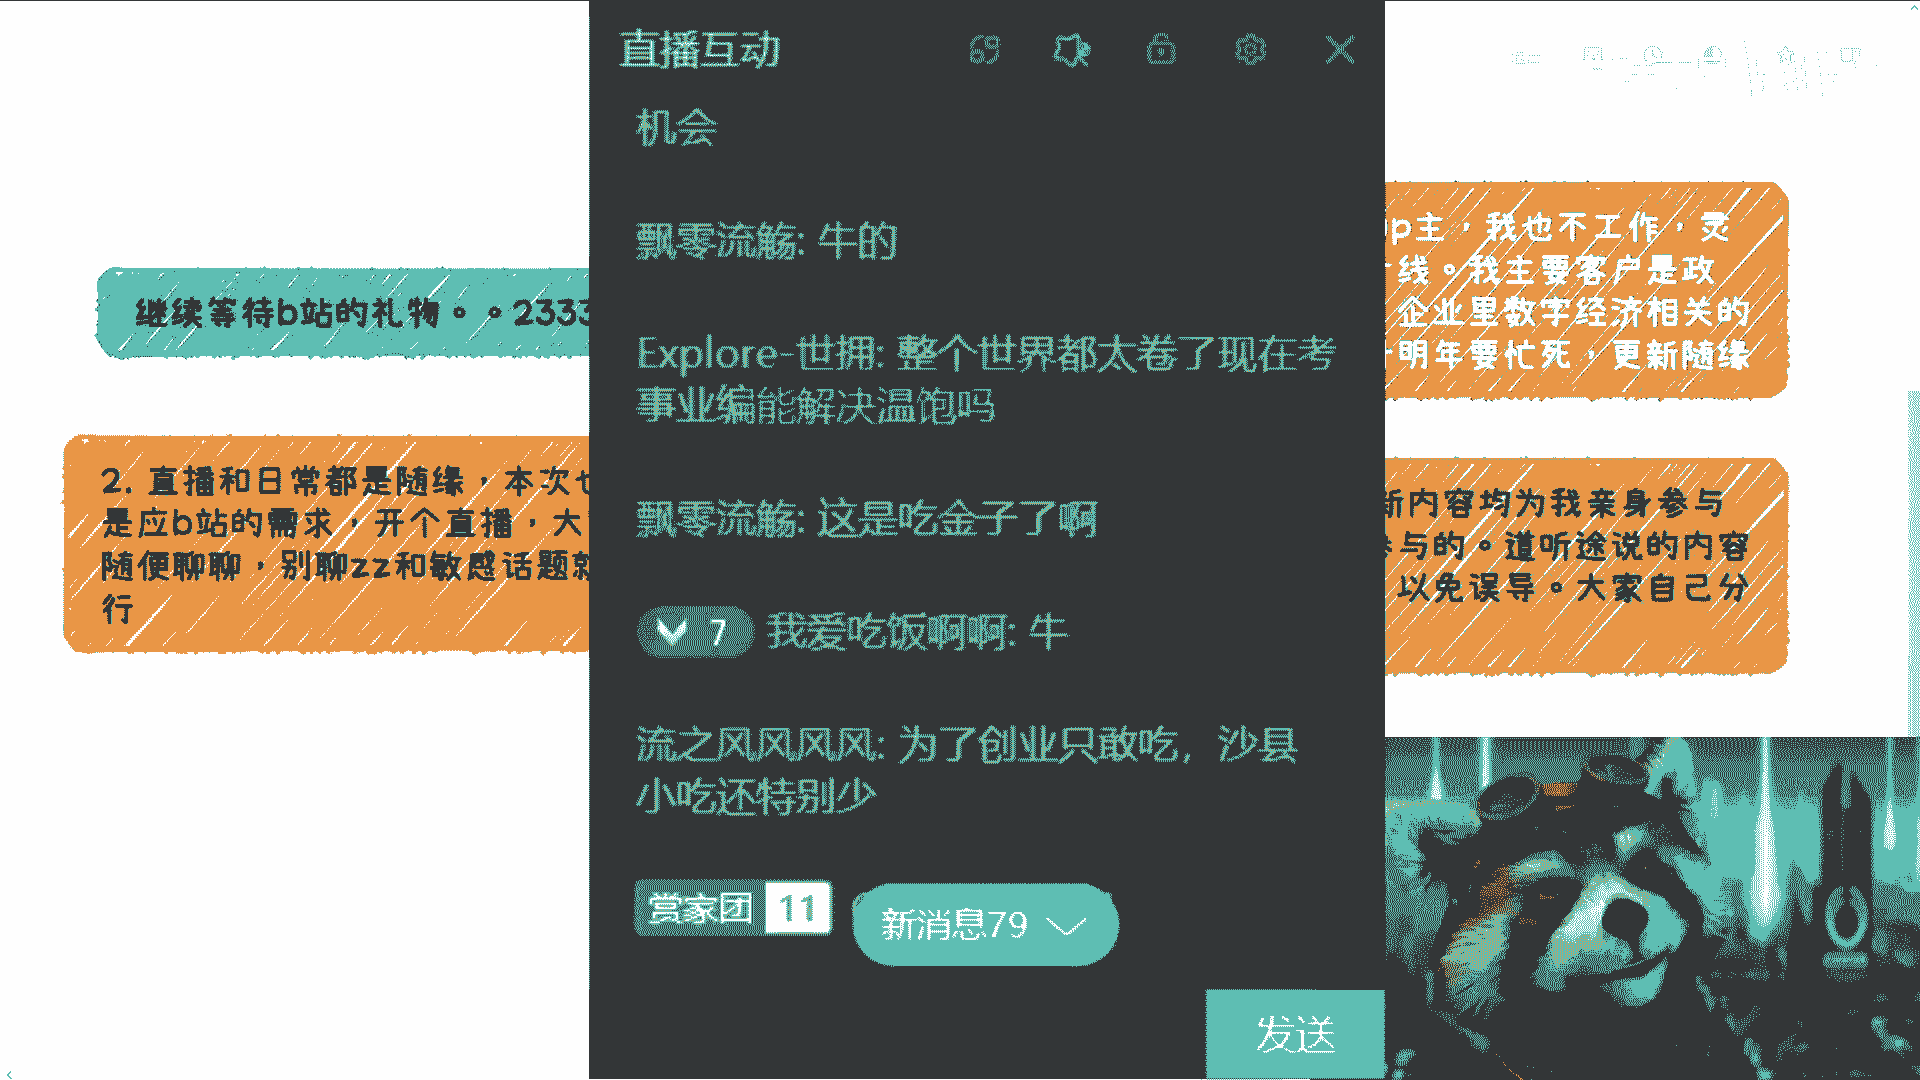 直播互动
机会
飘零流觞: 牛的
Explore-世拥: 整个世界都太卷了现在考
事业编能解决温饱吗
飘零流觞: 这是吃金子了啊
7 我爱吃饭啊啊: 牛
流之风风风风: 为了创业只敢吃，沙县
小吃还特别少
赏家团 11
新消息79
发送
继续等待b站的礼物。。2333
2. 直播和日常都是随缘，本次也
是应b站的需求，开个直播，大
随便聊聊，别聊zz和敏感话题就
行
p主，我也不工作，灵
线。我主要客户是政
企业里数字经济相关的
明年要忙死，更新随缘
新内容均为我亲身参与
参与的。道听途说的内容
以免误导。大家自己分